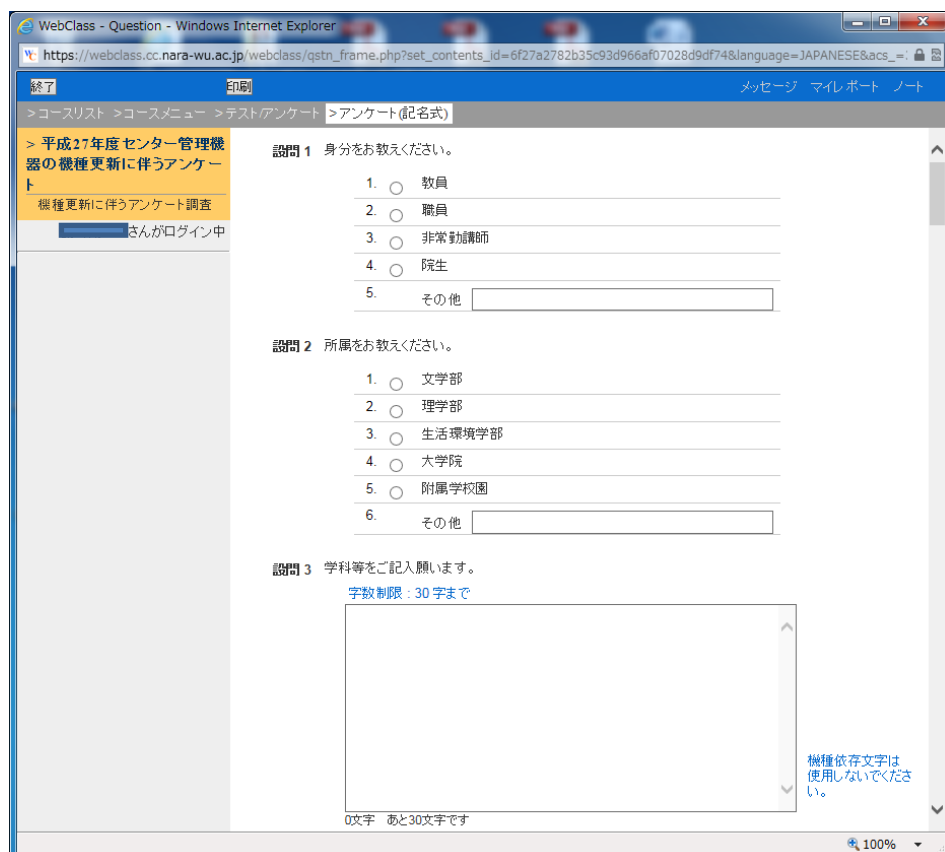 WebClass - Question - Windows Internet Explorer
https://webclass.cc.nara-wu.ac.jp/webclass/qstn_frame.php?set_contents_id=6f27a2782b35c93d966af07028d9df74&language=JAPANESE&acs_=
終了 印刷 メッセージ マイレポート ノート
>コースリスト >コースメニュー >テスト/アンケート >アンケート(記名式)
> 平成27年度センター管理機
器の機種更新に伴うアンケー
ト
機種更新に伴うアンケート調査
さんがログイン中
設問 1 身分をお教えください。
1. 教員
2. 職員
3. 非常勤講師
4. 院生
5. その他
設問 2 所属をお教えください。
1. 文学部
2. 理学部
3. 生活環境学部
4. 大学院
5. 附属学校園
6. その他
設問 3 学科等をご記入願います。
字数制限 : 30 字まで
機種依存文字は
使用しないでくださ
い。
0文字 あと30文字です
100%